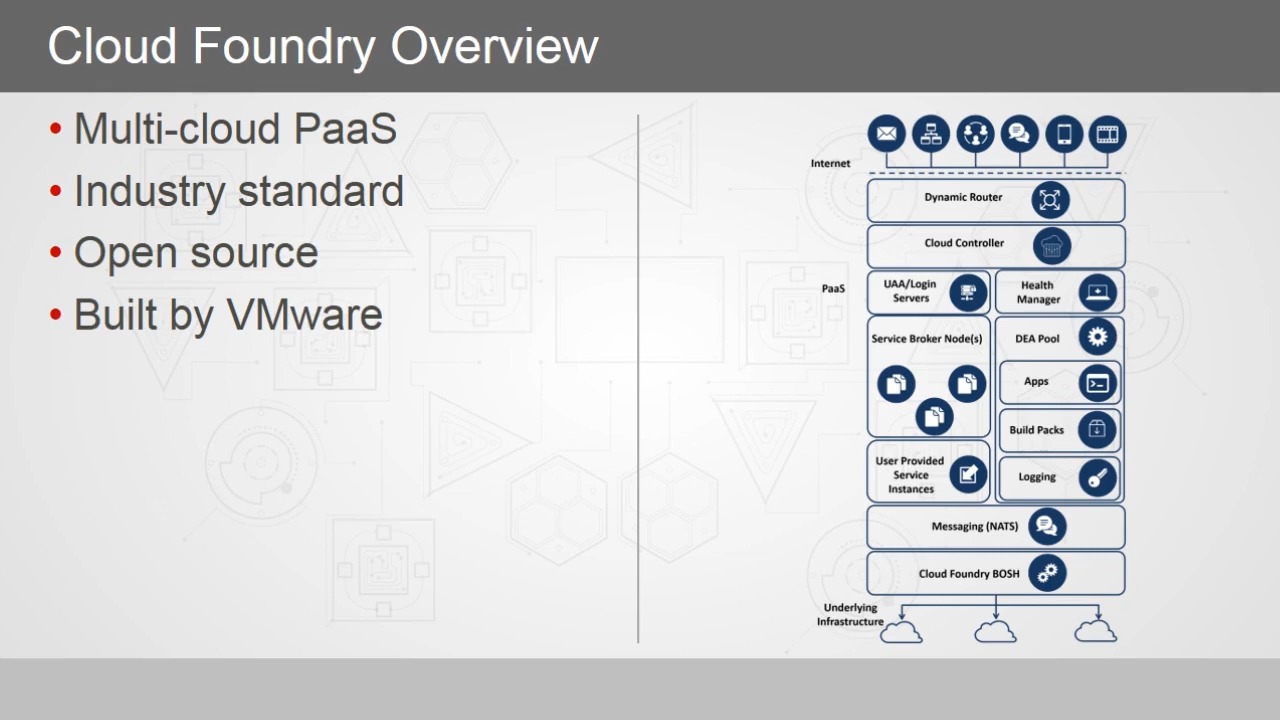 Cloud Foundry Overview
• Multi-cloud PaaS
• Industry standard
• Open source
• Built by VMware
Internet
Dynamic Router
Cloud Controller
PaaS
UAA/Login
Servers
Health
Manager
Service Broker Node(s)
DEA Pool
Apps
Build Packs
User Provided
Service
Instances
Logging
Messaging (NATS)
Cloud Foundry BOSH
Underlying
Infrastructure